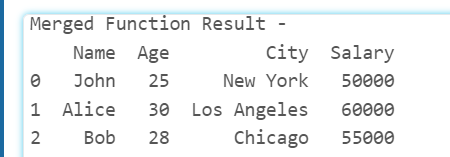 Merged Function Result -
Name Age City Salary
0 John 25 New York 50000
1 Alice 30 Los Angeles 60000
2 Bob 28 Chicago 55000